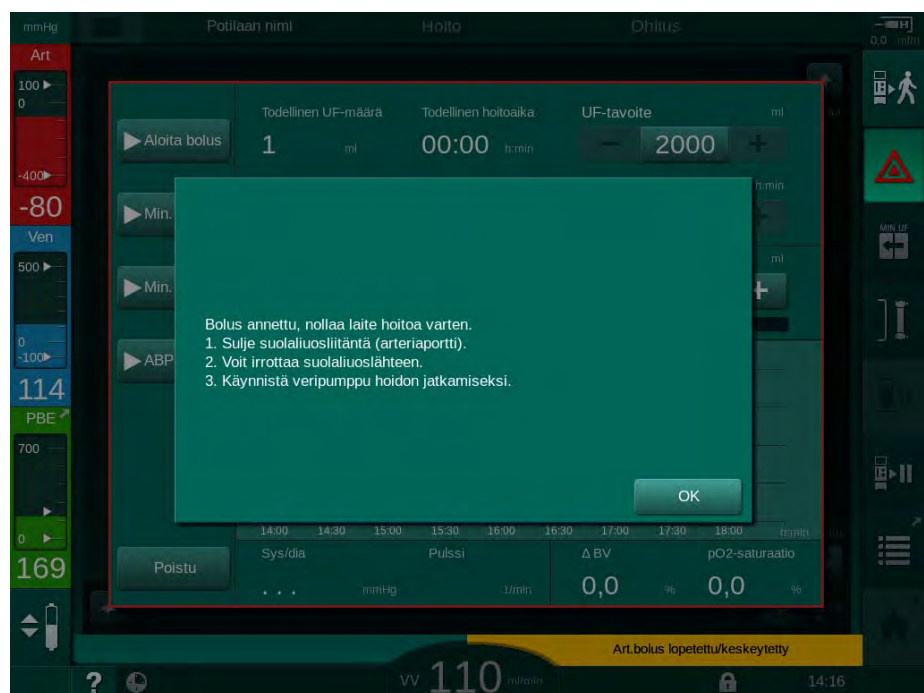 mmHg
Potilaan nimi
Hoito
Ohitus
0,0 ml/m
Art
100
0
-400
-80
Ven
500
0
-100
114
PBE
700
0
169
Todellinen UF-määrä
Todellinen hoitoaika
UF-tavoite
ml
Aloita bolus
1 ml
00:00 h:min
− 2000 +
h:min
Min.
MIN UF
ml
Min.
+
ABP
Bolus annettu, nollaa laite hoitoa varten.
1. Sulje suolaliuosliitäntä (arteriaportti).
2. Voit irrottaa suolaliuoslähteen.
3. Käynnistä veripumppu hoidon jatkamiseksi.
OK
14:00 14:30 15:00 15:30 16:00 16:30 17:00 17:30 18:00 h:min
Sys/dia
Pulssi
Δ BV
pO2-saturaatio
Poistu
. . . mmHg
1/min
0,0 %
0,0 %
Art.bolus lopetettu/keskeytetty
? VV 110 ml/min
14:16